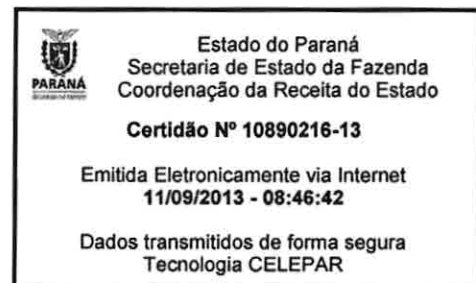 Estado do Paraná
Secretaria de Estado da Fazenda
Coordenação da Receita do Estado
PARANÁ
Certidão Nº 10890216-13
Emitida Eletronicamente via Internet
11/09/2013 - 08:46:42
Dados transmitidos de forma segura
Tecnologia CELEPAR